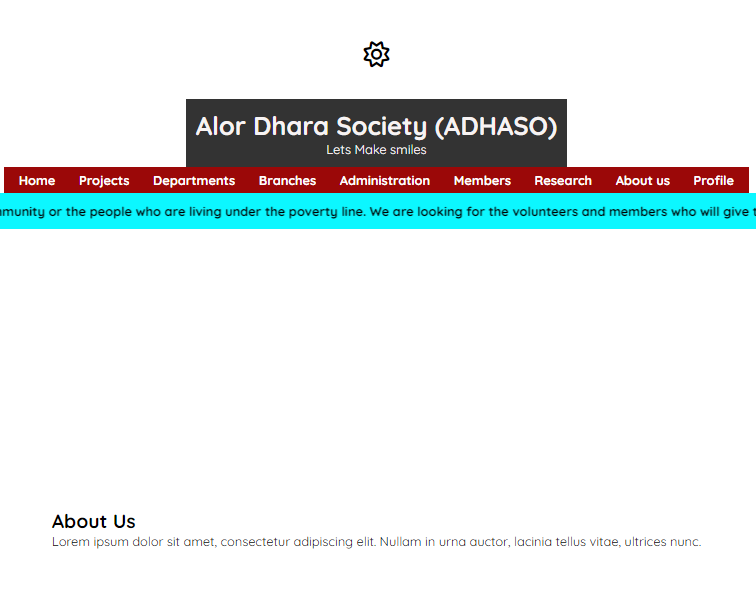 Alor Dhara Society (ADHASO)
Lets Make smiles
Home Projects Departments Branches Administration Members Research About us Profile
or the people who are living under the poverty line. We are looking for the volunteers and members who will give
About Us
Lorem ipsum dolor sit amet, consectetur adipiscing elit. Nullam in urna auctor, lacinia tellus vitae, ultrices nunc.